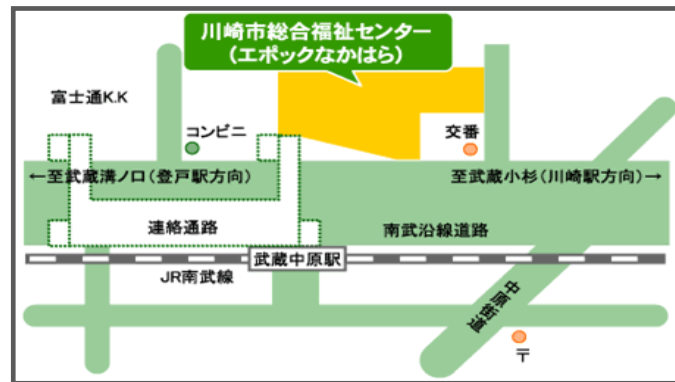 川崎市総合福祉センター
（エポックなかはら）
富士通K.K
コンビニ
交番
←至武蔵溝ノ口（登戸駅方向）
至武蔵小杉（川崎駅方向）→
連絡通路
南武沿線道路
武蔵中原駅
JR南武線
中原街道
〒